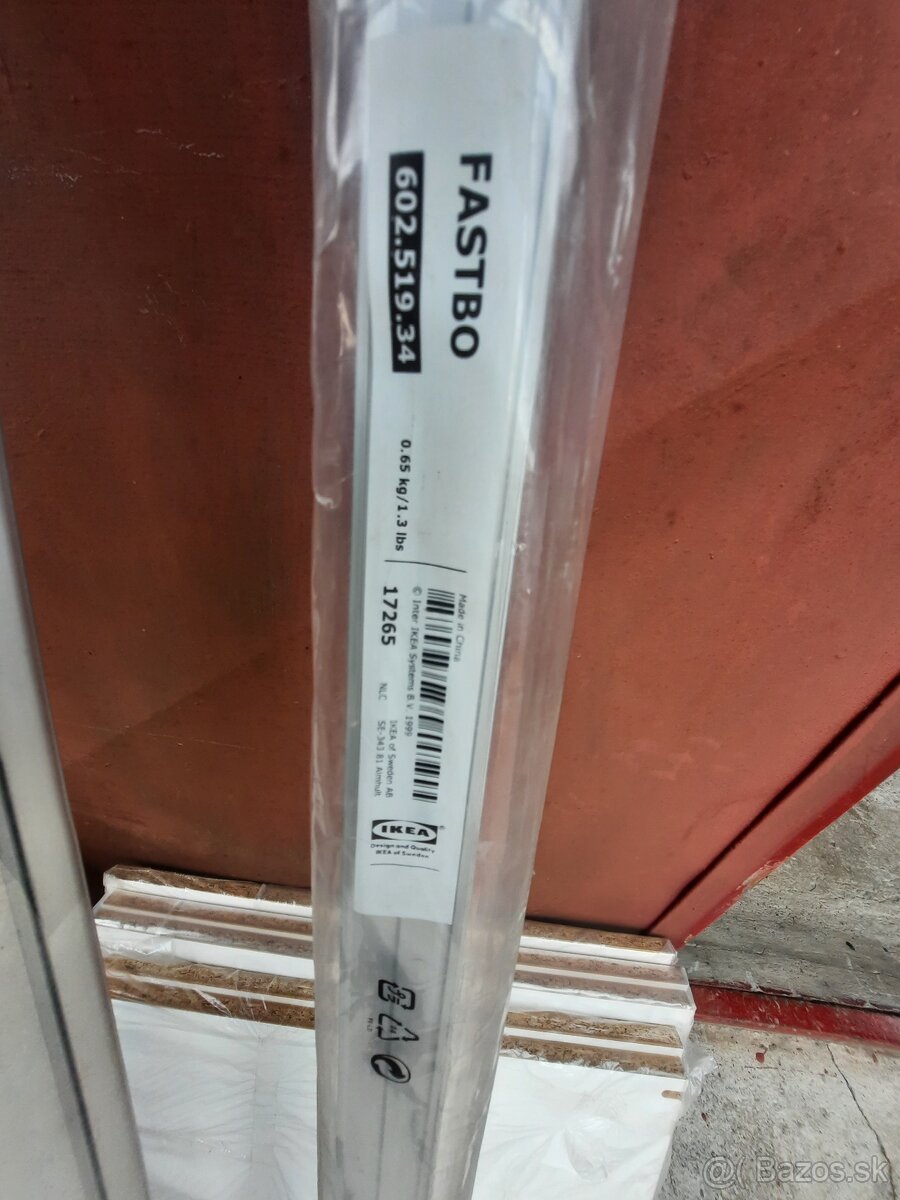 FASTBO
602.519.34
0.65 kg/1.3 lbs
Made in China
© Inter IKEA Systems B.V. 1999
17265
NLC
IKEA of Sweden AB
SE-343 81 Älmhult
IKEA®
Design and Quality
IKEA of Sweden
@( Bazos.sk